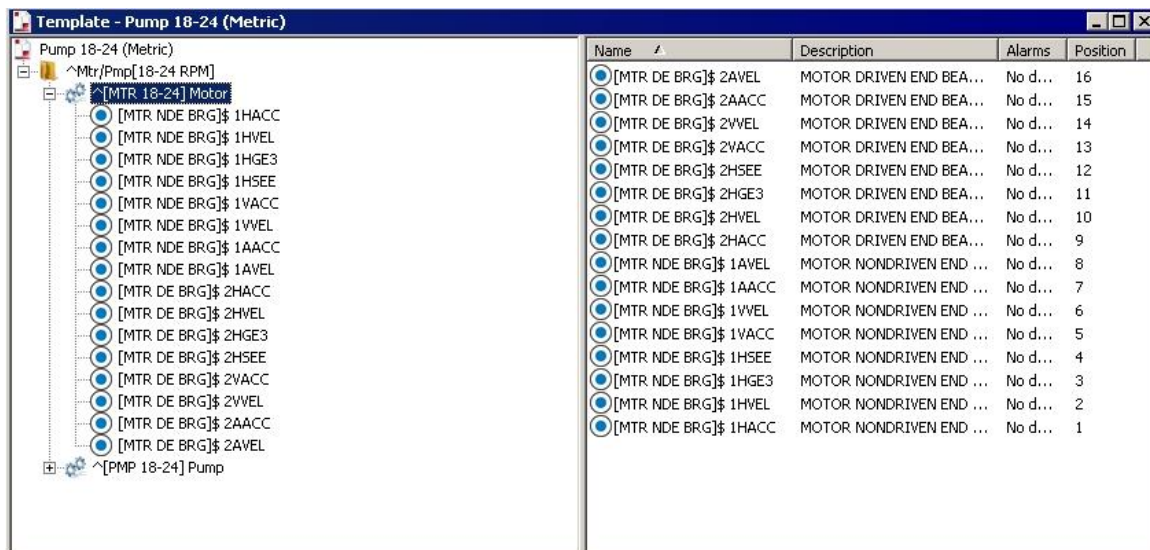 Template - Pump 18-24 (Metric)
Pump 18-24 (Metric)
^Mtr/Pmp[18-24 RPM]
^[MTR 18-24] Motor
[MTR NDE BRG]$ 1HACC
[MTR NDE BRG]$ 1HVEL
[MTR NDE BRG]$ 1HGE3
[MTR NDE BRG]$ 1HSEE
[MTR NDE BRG]$ 1VACC
[MTR NDE BRG]$ 1VVEL
[MTR NDE BRG]$ 1AACC
[MTR NDE BRG]$ 1AVEL
[MTR DE BRG]$ 2HACC
[MTR DE BRG]$ 2HVEL
[MTR DE BRG]$ 2HGE3
[MTR DE BRG]$ 2HSEE
[MTR DE BRG]$ 2VACC
[MTR DE BRG]$ 2VVEL
[MTR DE BRG]$ 2AACC
[MTR DE BRG]$ 2AVEL
^[PMP 18-24] Pump
Name Description Alarms Position
[MTR DE BRG]$ 2AVEL MOTOR DRIVEN END BEA... No d... 16
[MTR DE BRG]$ 2AACC MOTOR DRIVEN END BEA... No d... 15
[MTR DE BRG]$ 2VVEL MOTOR DRIVEN END BEA... No d... 14
[MTR DE BRG]$ 2VACC MOTOR DRIVEN END BEA... No d... 13
[MTR DE BRG]$ 2HSEE MOTOR DRIVEN END BEA... No d... 12
[MTR DE BRG]$ 2HGE3 MOTOR DRIVEN END BEA... No d... 11
[MTR DE BRG]$ 2HVEL MOTOR DRIVEN END BEA... No d... 10
[MTR DE BRG]$ 2HACC MOTOR DRIVEN END BEA... No d... 9
[MTR NDE BRG]$ 1AVEL MOTOR NONDRIVEN END ... No d... 8
[MTR NDE BRG]$ 1AACC MOTOR NONDRIVEN END ... No d... 7
[MTR NDE BRG]$ 1VVEL MOTOR NONDRIVEN END ... No d... 6
[MTR NDE BRG]$ 1VACC MOTOR NONDRIVEN END ... No d... 5
[MTR NDE BRG]$ 1HSEE MOTOR NONDRIVEN END ... No d... 4
[MTR NDE BRG]$ 1HGE3 MOTOR NONDRIVEN END ... No d... 3
[MTR NDE BRG]$ 1HVEL MOTOR NONDRIVEN END ... No d... 2
[MTR NDE BRG]$ 1HACC MOTOR NONDRIVEN END ... No d... 1